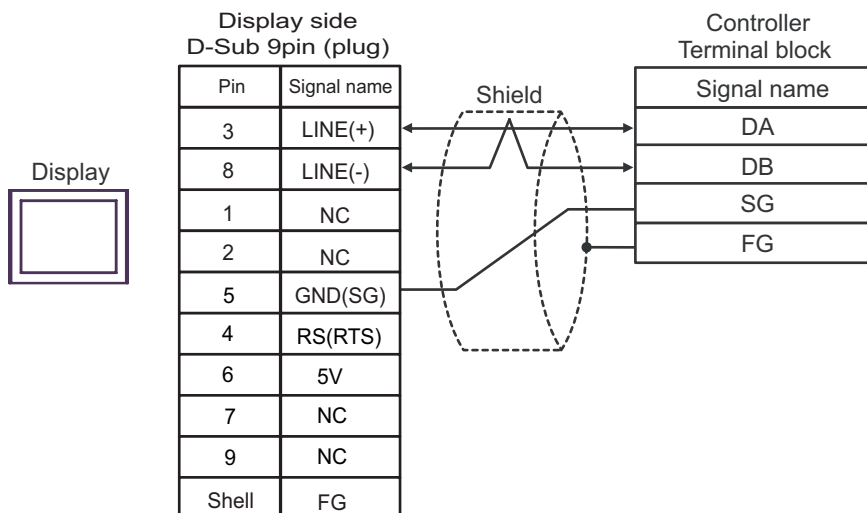 Display side
D-Sub 9pin (plug)
Controller
Terminal block
Pin Signal name
Shield
Signal name
3 LINE(+)
DA
8 LINE(-)
DB
Display
1 NC
SG
2 NC
FG
5 GND(SG)
4 RS(RTS)
6 5V
7 NC
9 NC
Shell FG